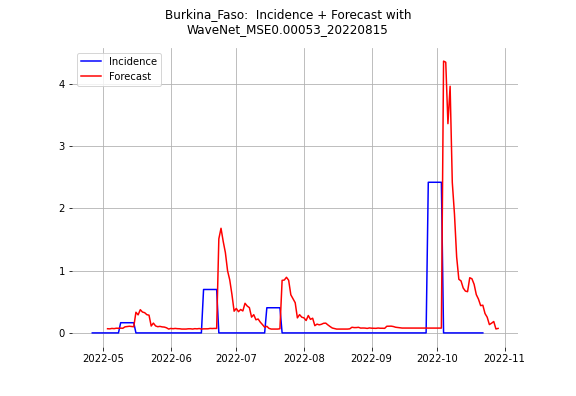 Burkina_Faso:  Incidence + Forecast with
WaveNet_MSE0.00053_20220815
Incidence
Forecast
4
3
2
1
0
2022-05 2022-06 2022-07 2022-08 2022-09 2022-10 2022-11